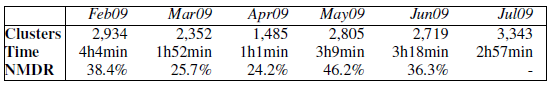 Feb09 Mar09 Apr09 May09 Jun09 Jul09
Clusters 2,934 2,352 1,485 2,805 2,719 3,343
Time 4h4min 1h52min 1h1min 3h9min 3h18min 2h57min
NMDR 38.4% 25.7% 24.2% 46.2% 36.3% -